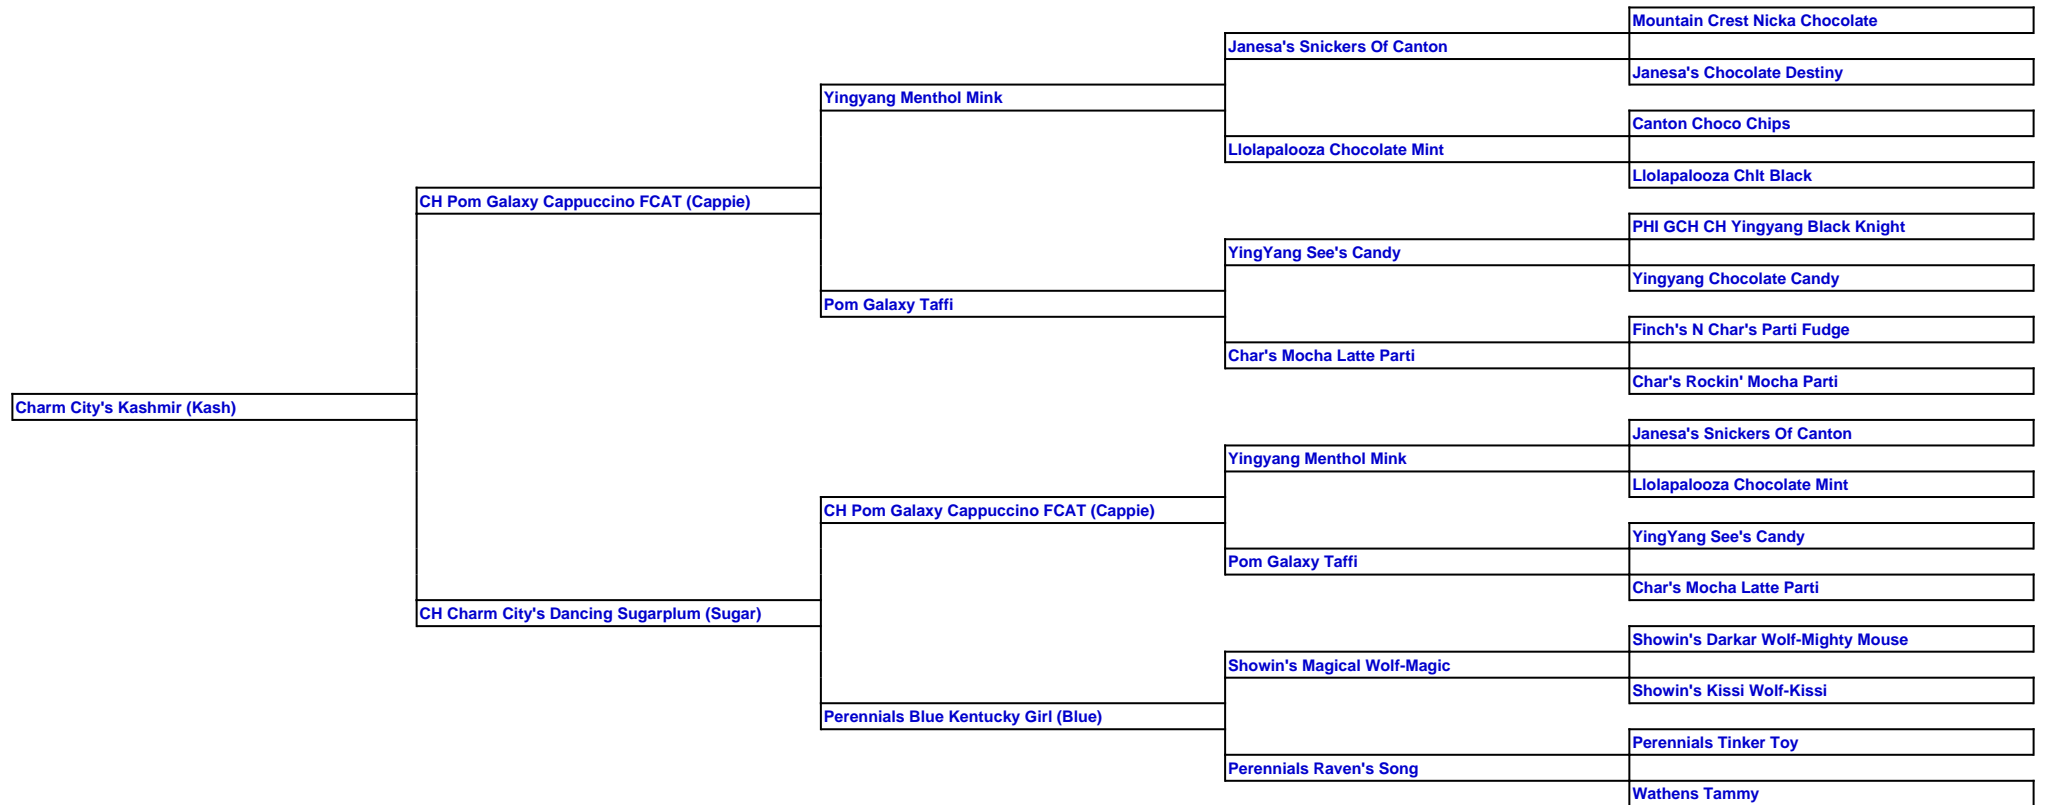 Mountain Crest Nicka Chocolate
Janesa's Snickers Of Canton
Janesa's Chocolate Destiny
Yingyang Menthol Mink
Canton Choco Chips
Llolapalooza Chocolate Mint
Llolapalooza Chlt Black
CH Pom Galaxy Cappuccino FCAT (Cappie)
PHI GCH CH Yingyang Black Knight
YingYang See's Candy
Yingyang Chocolate Candy
Pom Galaxy Taffi
Finch's N Char's Parti Fudge
Char's Mocha Latte Parti
Char's Rockin' Mocha Parti
Charm City's Kashmir (Kash)
Janesa's Snickers Of Canton
Yingyang Menthol Mink
Llolapalooza Chocolate Mint
CH Pom Galaxy Cappuccino FCAT (Cappie)
YingYang See's Candy
Pom Galaxy Taffi
Char's Mocha Latte Parti
CH Charm City's Dancing Sugarplum (Sugar)
Showin's Darkar Wolf-Mighty Mouse
Showin's Magical Wolf-Magic
Showin's Kissi Wolf-Kissi
Perennials Blue Kentucky Girl (Blue)
Perennials Tinker Toy
Perennials Raven's Song
Wathens Tammy